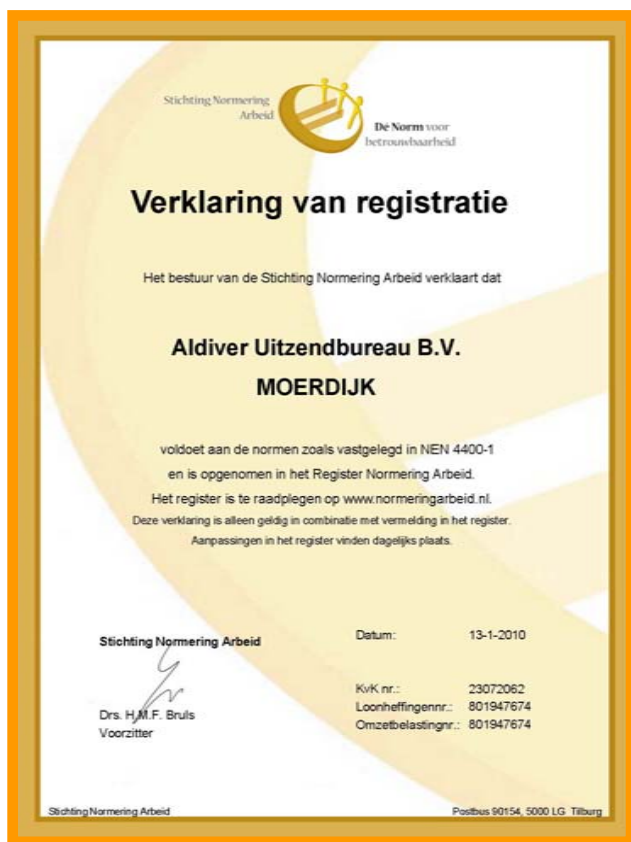 Stichting Normering
Arbeid
De Norm voor
betrouwbaarheid
Verklaring van registratie
Het bestuur van de Stichting Normering Arbeid verklaart dat
Aldiver Uitzendbureau B.V.
MOERDIJK
voldoet aan de normen zoals vastgelegd in NEN 4400-1
en is opgenomen in het Register Normering Arbeid.
Het register is te raadplegen op www.normeringarbeid.nl.
Deze verklaring is alleen geldig in combinatie met vermelding in het register.
Aanpassingen in het register vinden dagelijks plaats.
Stichting Normering Arbeid
Drs. H.M.F. Bruls
Voorzitter
Datum: 13-1-2010
KvK nr.: 23072062
Loonheffingennr.: 801947674
Omzetbelastingnr.: 801947674
Stichting Normering Arbeid Postbus 90154, 5000 LG Tilburg